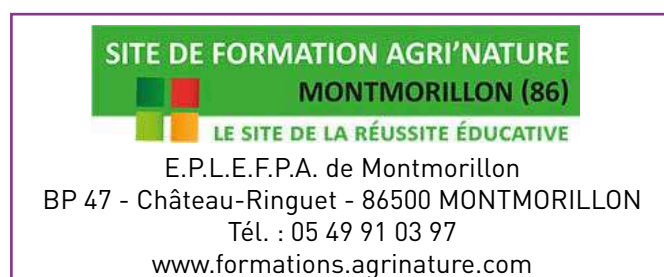 SITE DE FORMATION AGRI'NATURE
MONTMORILLON (86)
LE SITE DE LA RÉUSSITE ÉDUCATIVE
E.P.L.E.F.P.A. de Montmorillon
BP 47 - Château-Ringuet - 86500 MONTMORILLON
Tél. : 05 49 91 03 97
www.formations.agrinature.com